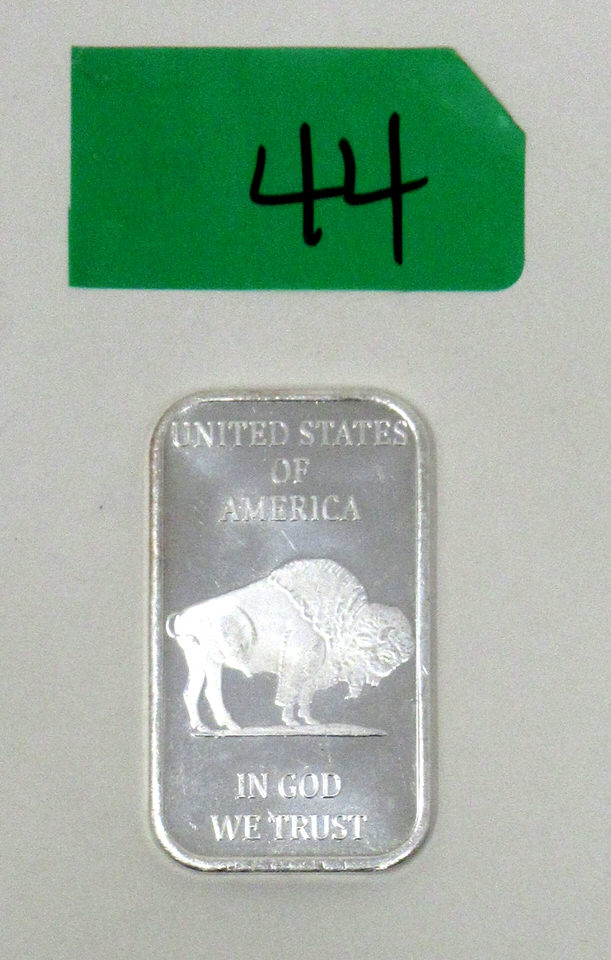 44
UNITED STATES
OF
AMERICA
IN GOD
WE TRUST